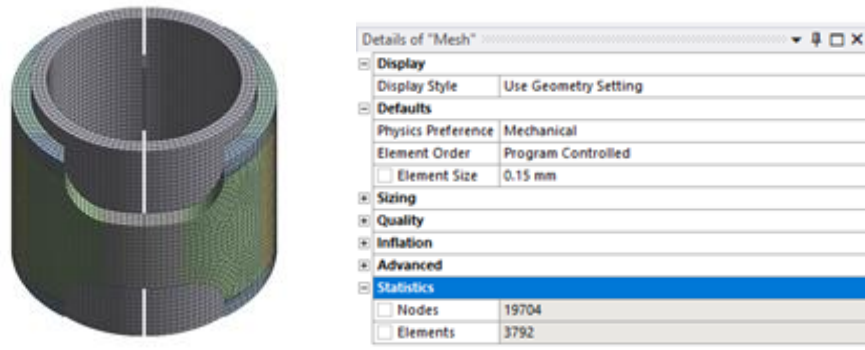 Details of "Mesh"
Display
Display Style Use Geometry Setting
Defaults
Physics Preference Mechanical
Element Order Program Controlled
Element Size 0.15 mm
Sizing
Quality
Inflation
Advanced
Statistics
Nodes 19704
Elements 3792